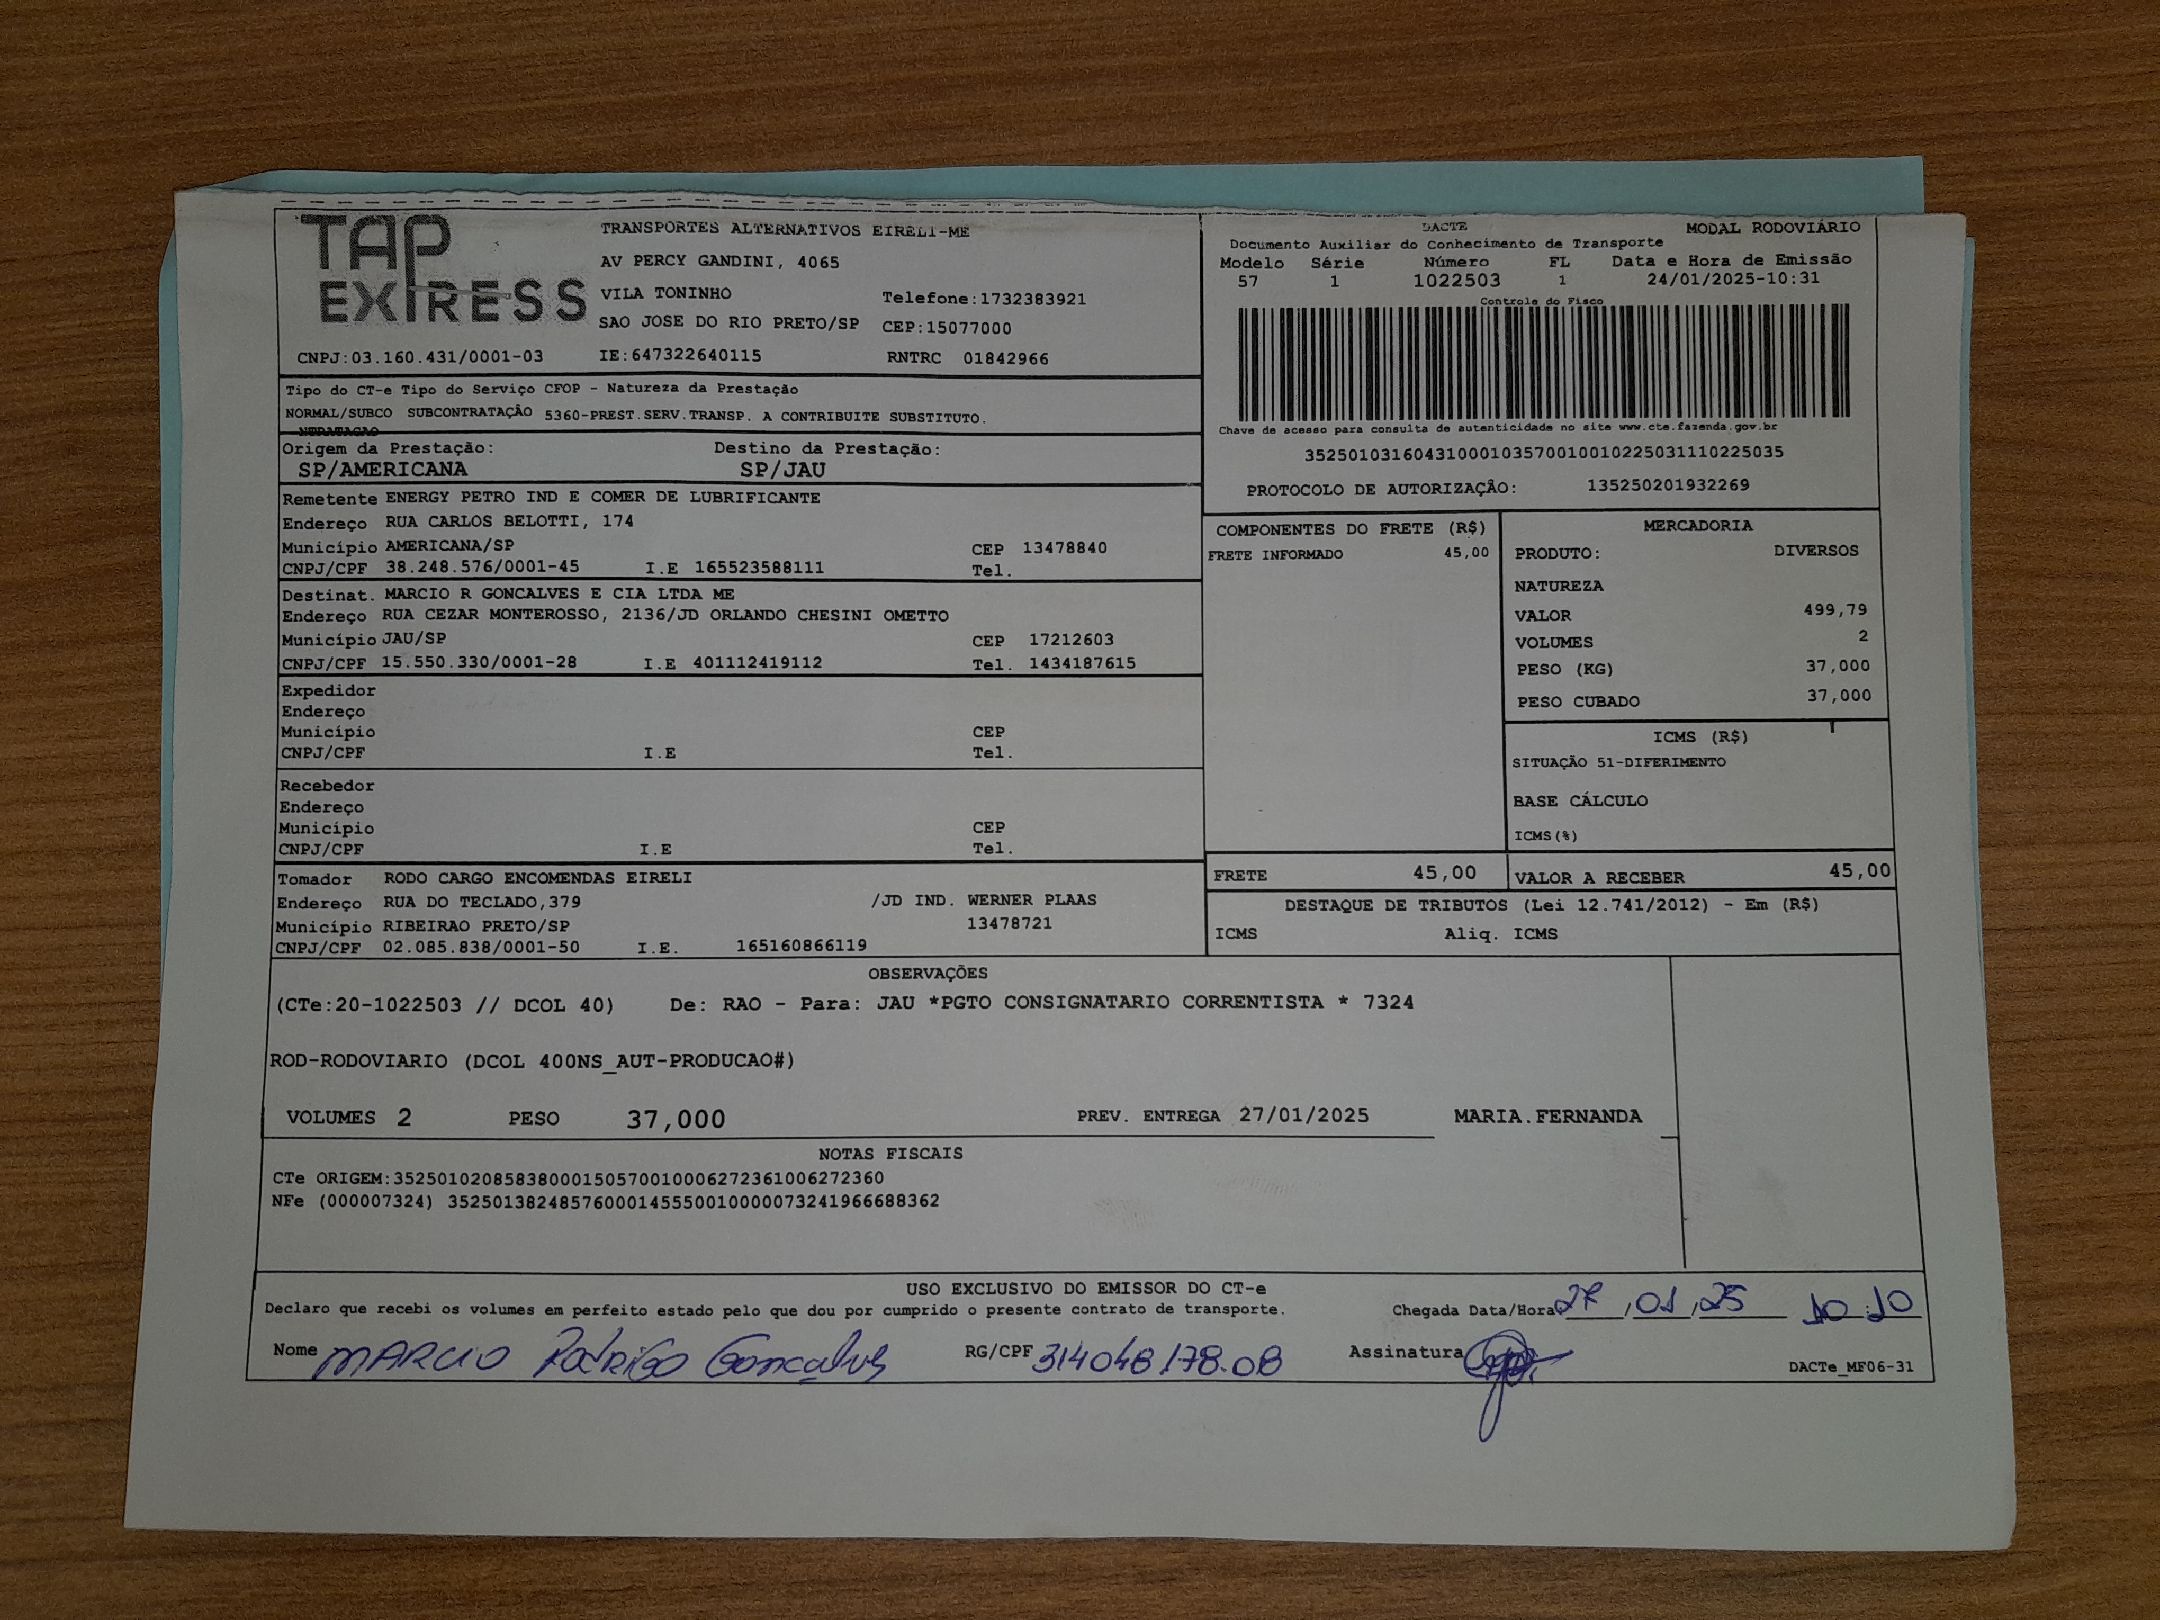 TAP EXPRESS
TRANSPORTES ALTERNATIVOS EIRELI-ME
AV PERCY GANDINI, 4065
VILA TONINHO Telefone:1732383921
SAO JOSE DO RIO PRETO/SP CEP:15077000
CNPJ:03.160.431/0001-03 IE:647322640115 RNTRC 01842966
DACTE MODAL RODOVIÁRIO
Documento Auxiliar do Conhecimento de Transporte
Modelo Série Número FL Data e Hora de Emissão
57 1 1022503 1 24/01/2025-10:31
Controle do Fisco
Chave de acesso para consulta de autenticidade no site www.cte.fazenda.gov.br
35250103160431000103570010010225031110225035
PROTOCOLO DE AUTORIZAÇÃO: 135250201932269
Tipo do CT-e Tipo do Serviço CFOP - Natureza da Prestação
NORMAL/SUBCO SUBCONTRATAÇÃO 5360-PREST.SERV.TRANSP. A CONTRIBUITE SUBSTITUTO.
NTRATACAO
Origem da Prestação: Destino da Prestação:
SP/AMERICANA SP/JAU
Remetente ENERGY PETRO IND E COMER DE LUBRIFICANTE
Endereço RUA CARLOS BELOTTI, 174
Município AMERICANA/SP CEP 13478840
CNPJ/CPF 38.248.576/0001-45 I.E 165523588111 Tel.
Destinat. MARCIO R GONCALVES E CIA LTDA ME
Endereço RUA CEZAR MONTEROSSO, 2136/JD ORLANDO CHESINI OMETTO
Município JAU/SP CEP 17212603
CNPJ/CPF 15.550.330/0001-28 I.E 401112419112 Tel. 1434187615
Expedidor
Endereço
Município CEP
CNPJ/CPF I.E Tel.
Recebedor
Endereço
Município CEP
CNPJ/CPF I.E Tel.
Tomador RODO CARGO ENCOMENDAS EIRELI
Endereço RUA DO TECLADO,379 /JD IND. WERNER PLAAS
Município RIBEIRAO PRETO/SP 13478721
CNPJ/CPF 02.085.838/0001-50 I.E. 165160866119
COMPONENTES DO FRETE (R$)
FRETE INFORMADO 45,00
MERCADORIA
PRODUTO: DIVERSOS
NATUREZA
VALOR 499,79
VOLUMES 2
PESO (KG) 37,000
PESO CUBADO 37,000
ICMS (R$)
SITUAÇÃO 51-DIFERIMENTO
BASE CÁLCULO
ICMS(%)
FRETE 45,00 VALOR A RECEBER 45,00
DESTAQUE DE TRIBUTOS (Lei 12.741/2012) - Em (R$)
ICMS Aliq. ICMS
OBSERVAÇÕES
(CTe:20-1022503 // DCOL 40) De: RAO - Para: JAU *PGTO CONSIGNATARIO CORRENTISTA * 7324
ROD-RODOVIARIO (DCOL 400NS_AUT-PRODUCAO#)
VOLUMES 2 PESO 37,000 PREV. ENTREGA 27/01/2025 MARIA.FERNANDA
NOTAS FISCAIS
CTe ORIGEM:35250102085838000150570010006272361006272360
NFe (000007324) 35250138248576000145550010000073241966688362
USO EXCLUSIVO DO EMISSOR DO CT-e
Declaro que recebi os volumes em perfeito estado pelo que dou por cumprido o presente contrato de transporte. Chegada Data/Hora 27/01/25 10 10
Nome MARCIO Rodrigo Goncalves RG/CPF 314048178.08 Assinatura
DACTe_MF06-31